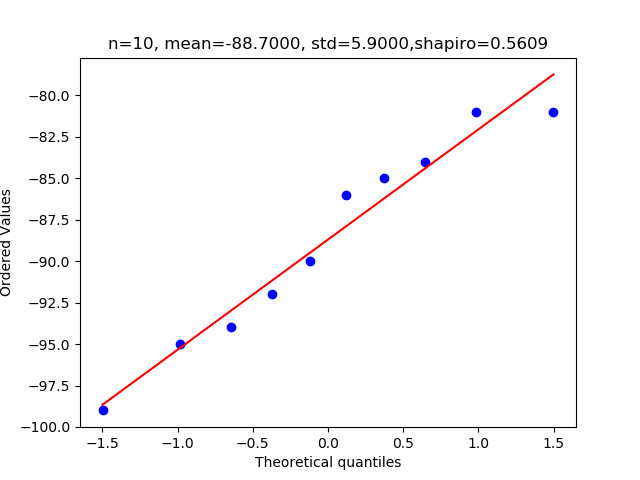 n=10, mean=-88.7000, std=5.9000,shapiro=0.5609
Ordered Values
−80.0
−82.5
−85.0
−87.5
−90.0
−92.5
−95.0
−97.5
−100.0
−1.5 −1.0 −0.5 0.0 0.5 1.0 1.5
Theoretical quantiles